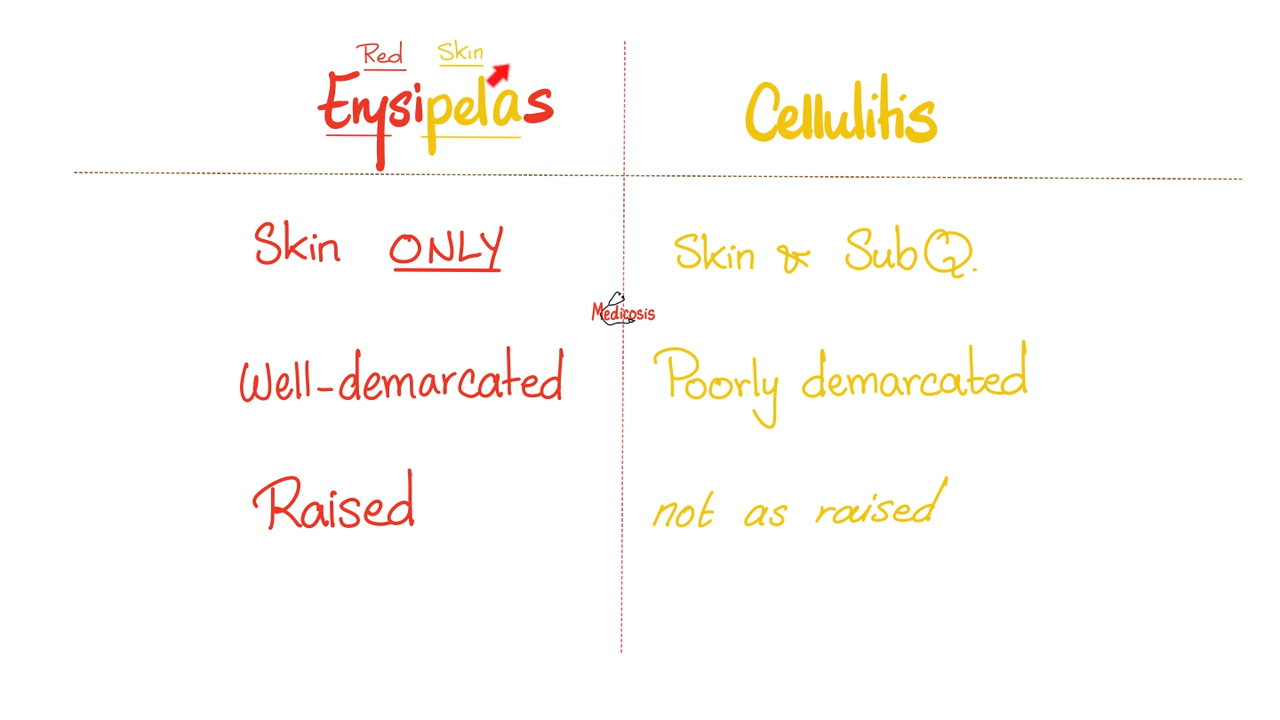 Red Skin
Erysipelas Cellulitis
Skin ONLY Skin & SubQ.
Medicosis
Well-demarcated Poorly demarcated
Raised not as raised